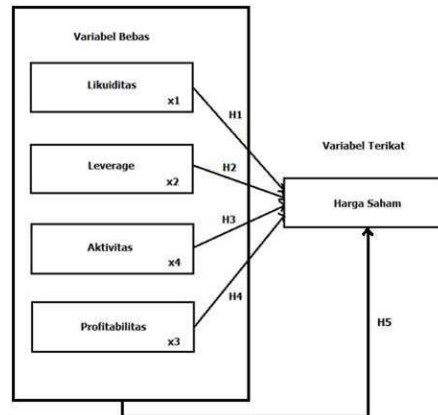 Variabel Bebas
Likuiditas
x1
H1
Leverage
x2
H2
Variabel Terikat
Harga Saham
Aktivitas
x4
H3
Profitabilitas
x3
H4
H5